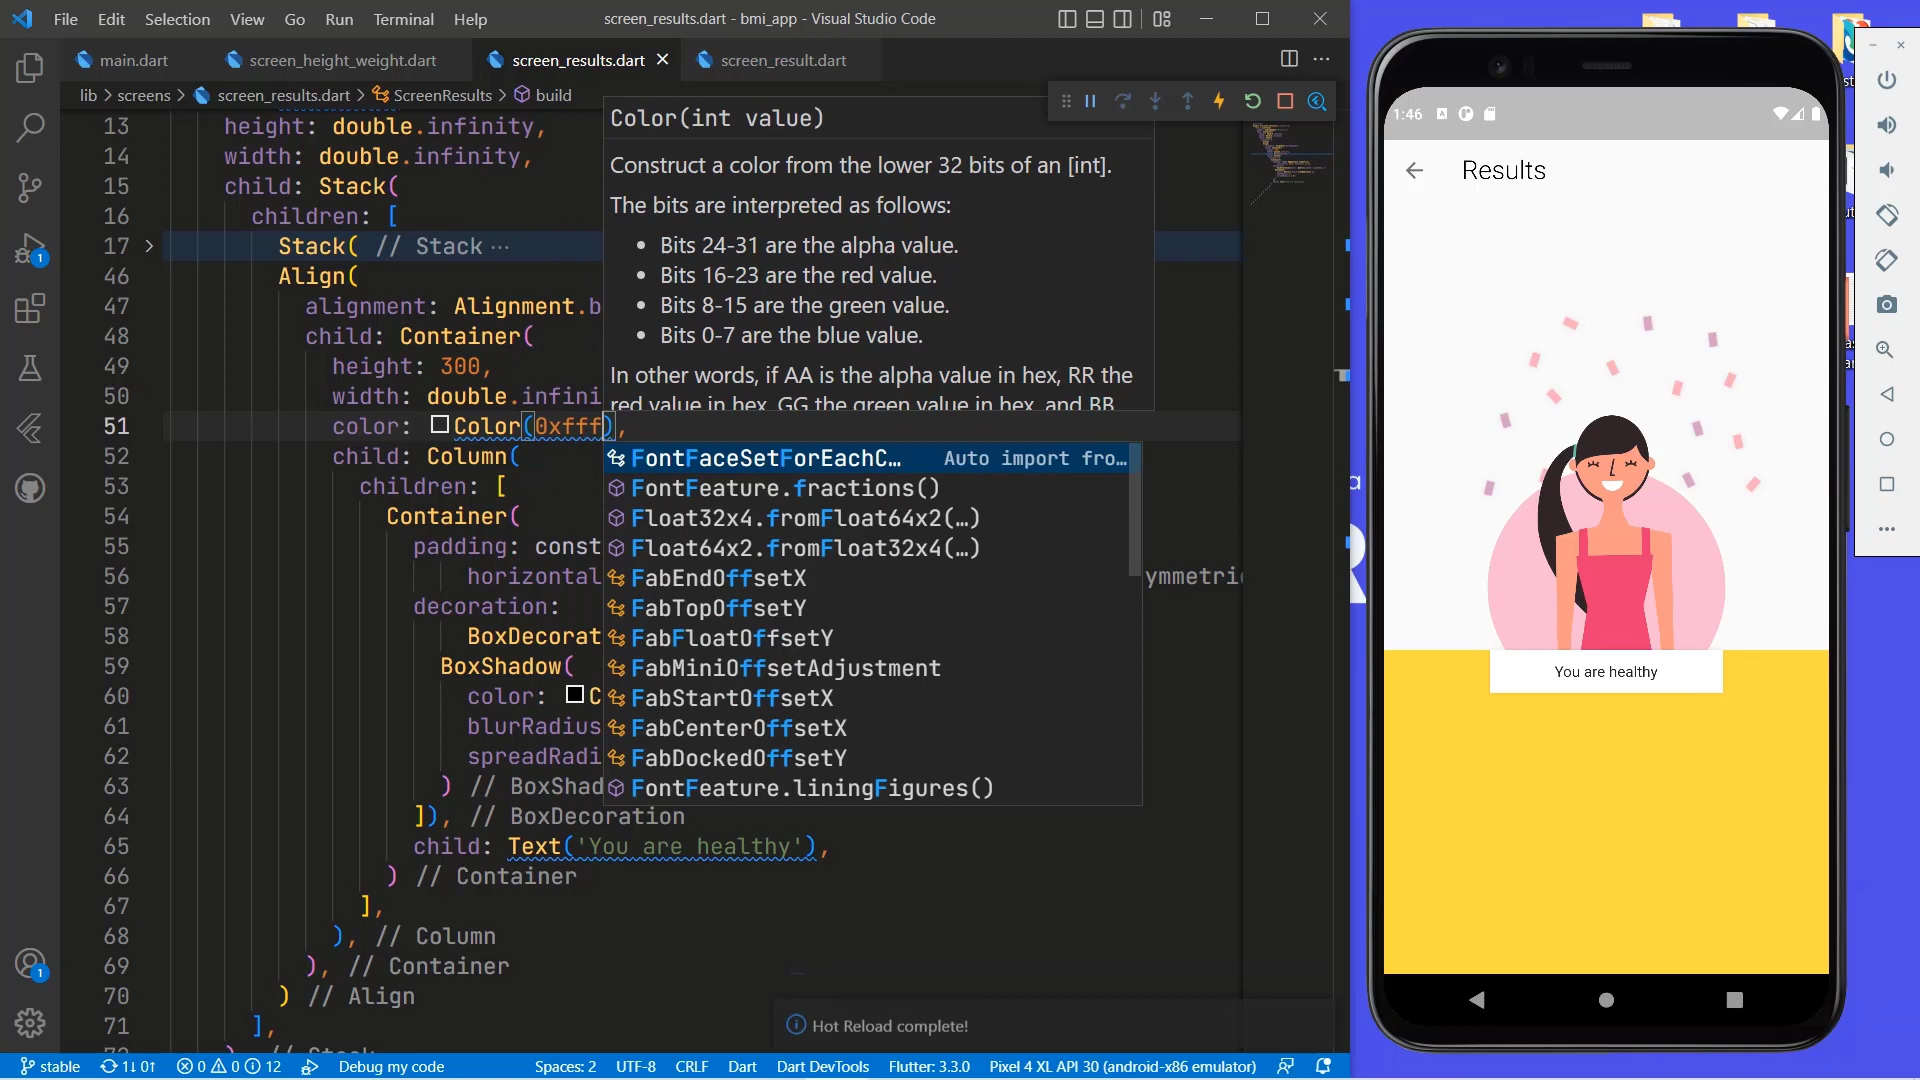 File Edit Selection View Go Run Terminal Help screen_results.dart - bmi_app - Visual Studio Code
main.dart screen_height_weight.dart screen_results.dart screen_result.dart
lib > screens > screen_results.dart > ScreenResults > build
13 height: double.infinity,
14 width: double.infinity,
15 child: Stack(
16 children: [
17 Stack( // Stack ···
46 Align(
47 alignment: Alignment.b
48 child: Container(
49 height: 300,
50 width: double.infini
51 color: Color(0xfff),
52 child: Column(
53 children: [
54 Container(
55 padding: const
56 horizontal ymmetric
57 decoration:
58 BoxDecorat
59 BoxShadow(
60 color: C
61 blurRadius
62 spreadRadi
63 ) // BoxShad
64 ]), // BoxDecoration
65 child: Text('You are healthy'),
66 ) // Container
67 ],
68 ), // Column
69 ), // Container
70 ) // Align
71 ],
Color(int value)
Construct a color from the lower 32 bits of an [int].
The bits are interpreted as follows:
• Bits 24-31 are the alpha value.
• Bits 16-23 are the red value.
• Bits 8-15 are the green value.
• Bits 0-7 are the blue value.
In other words, if AA is the alpha value in hex, RR the
red value in hex, GG the green value in hex, and BB
FontFaceSetForEachC… Auto import fro…
FontFeature.fractions()
Float32x4.fromFloat64x2(…)
Float64x2.fromFloat32x4(…)
FabEndOffsetX
FabTopOffsetY
FabFloatOffsetY
FabMiniOffsetAdjustment
FabStartOffsetX
FabCenterOffsetX
FabDockedOffsetY
FontFeature.liningFigures()
Hot Reload complete!
stable 1↓ 0↑ 0 0 12 Debug my code Spaces: 2 UTF-8 CRLF Dart Dart DevTools Flutter: 3.3.0 Pixel 4 XL API 30 (android-x86 emulator)
1
1
1:46
Results
You are healthy